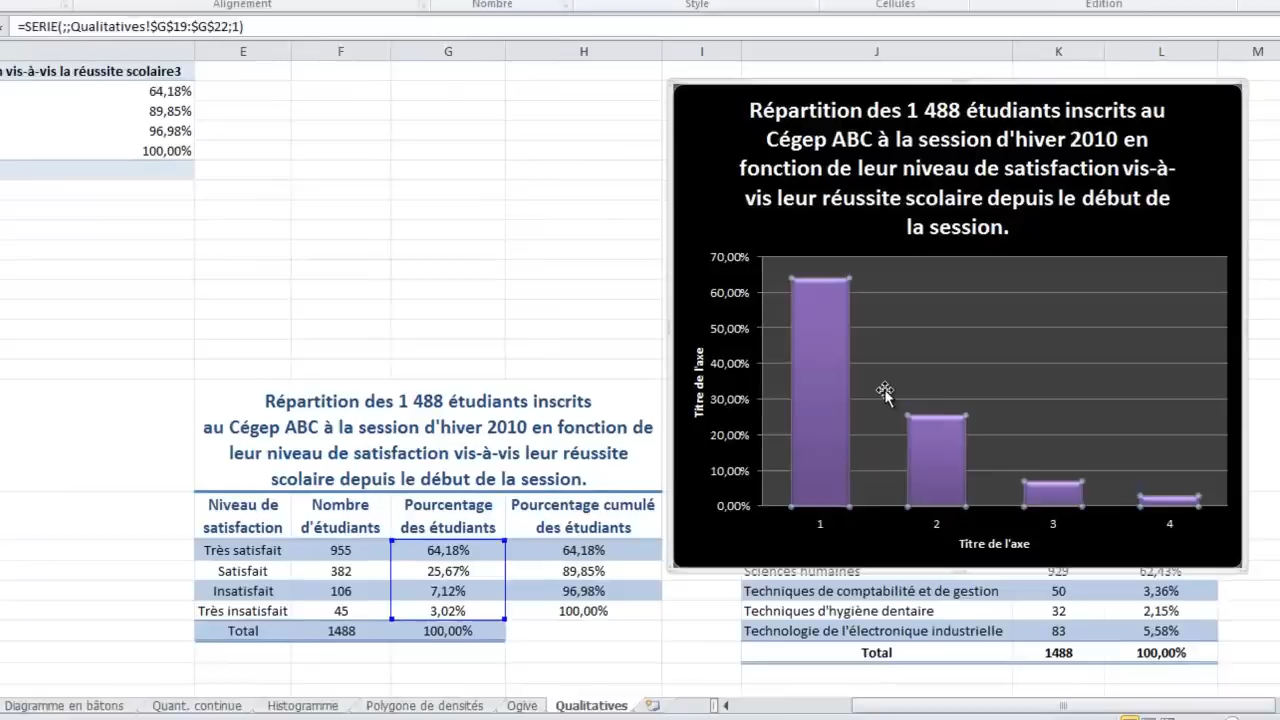 Alignement Nombre Style Cellules Édition
=SERIE(;;Qualitatives!$G$19:$G$22;1)
E F G H I J K L M
vis-à-vis la réussite scolaire3
64,18%
89,85%
96,98%
100,00%
Répartition des 1 488 étudiants inscrits au
Cégep ABC à la session d'hiver 2010 en
fonction de leur niveau de satisfaction vis-à-
vis leur réussite scolaire depuis le début de
la session.
70,00%
60,00%
50,00%
40,00%
30,00%
20,00%
10,00%
0,00%
Titre de l'axe
1 2 3 4
Titre de l'axe
Répartition des 1 488 étudiants inscrits
au Cégep ABC à la session d'hiver 2010 en fonction de
leur niveau de satisfaction vis-à-vis leur réussite
scolaire depuis le début de la session.
Niveau de Nombre Pourcentage Pourcentage cumulé
satisfaction d'étudiants des étudiants des étudiants
Très satisfait 955 64,18% 64,18%
Satisfait 382 25,67% 89,85%
Insatisfait 106 7,12% 96,98%
Très insatisfait 45 3,02% 100,00%
Total 1488 100,00%
Sciences humaines 929 62,43%
Techniques de comptabilité et de gestion 50 3,36%
Techniques d'hygiène dentaire 32 2,15%
Technologie de l'électronique industrielle 83 5,58%
Total 1488 100,00%
Diagramme en bâtons Quant. continue Histogramme Polygone de densités Ogive Qualitatives